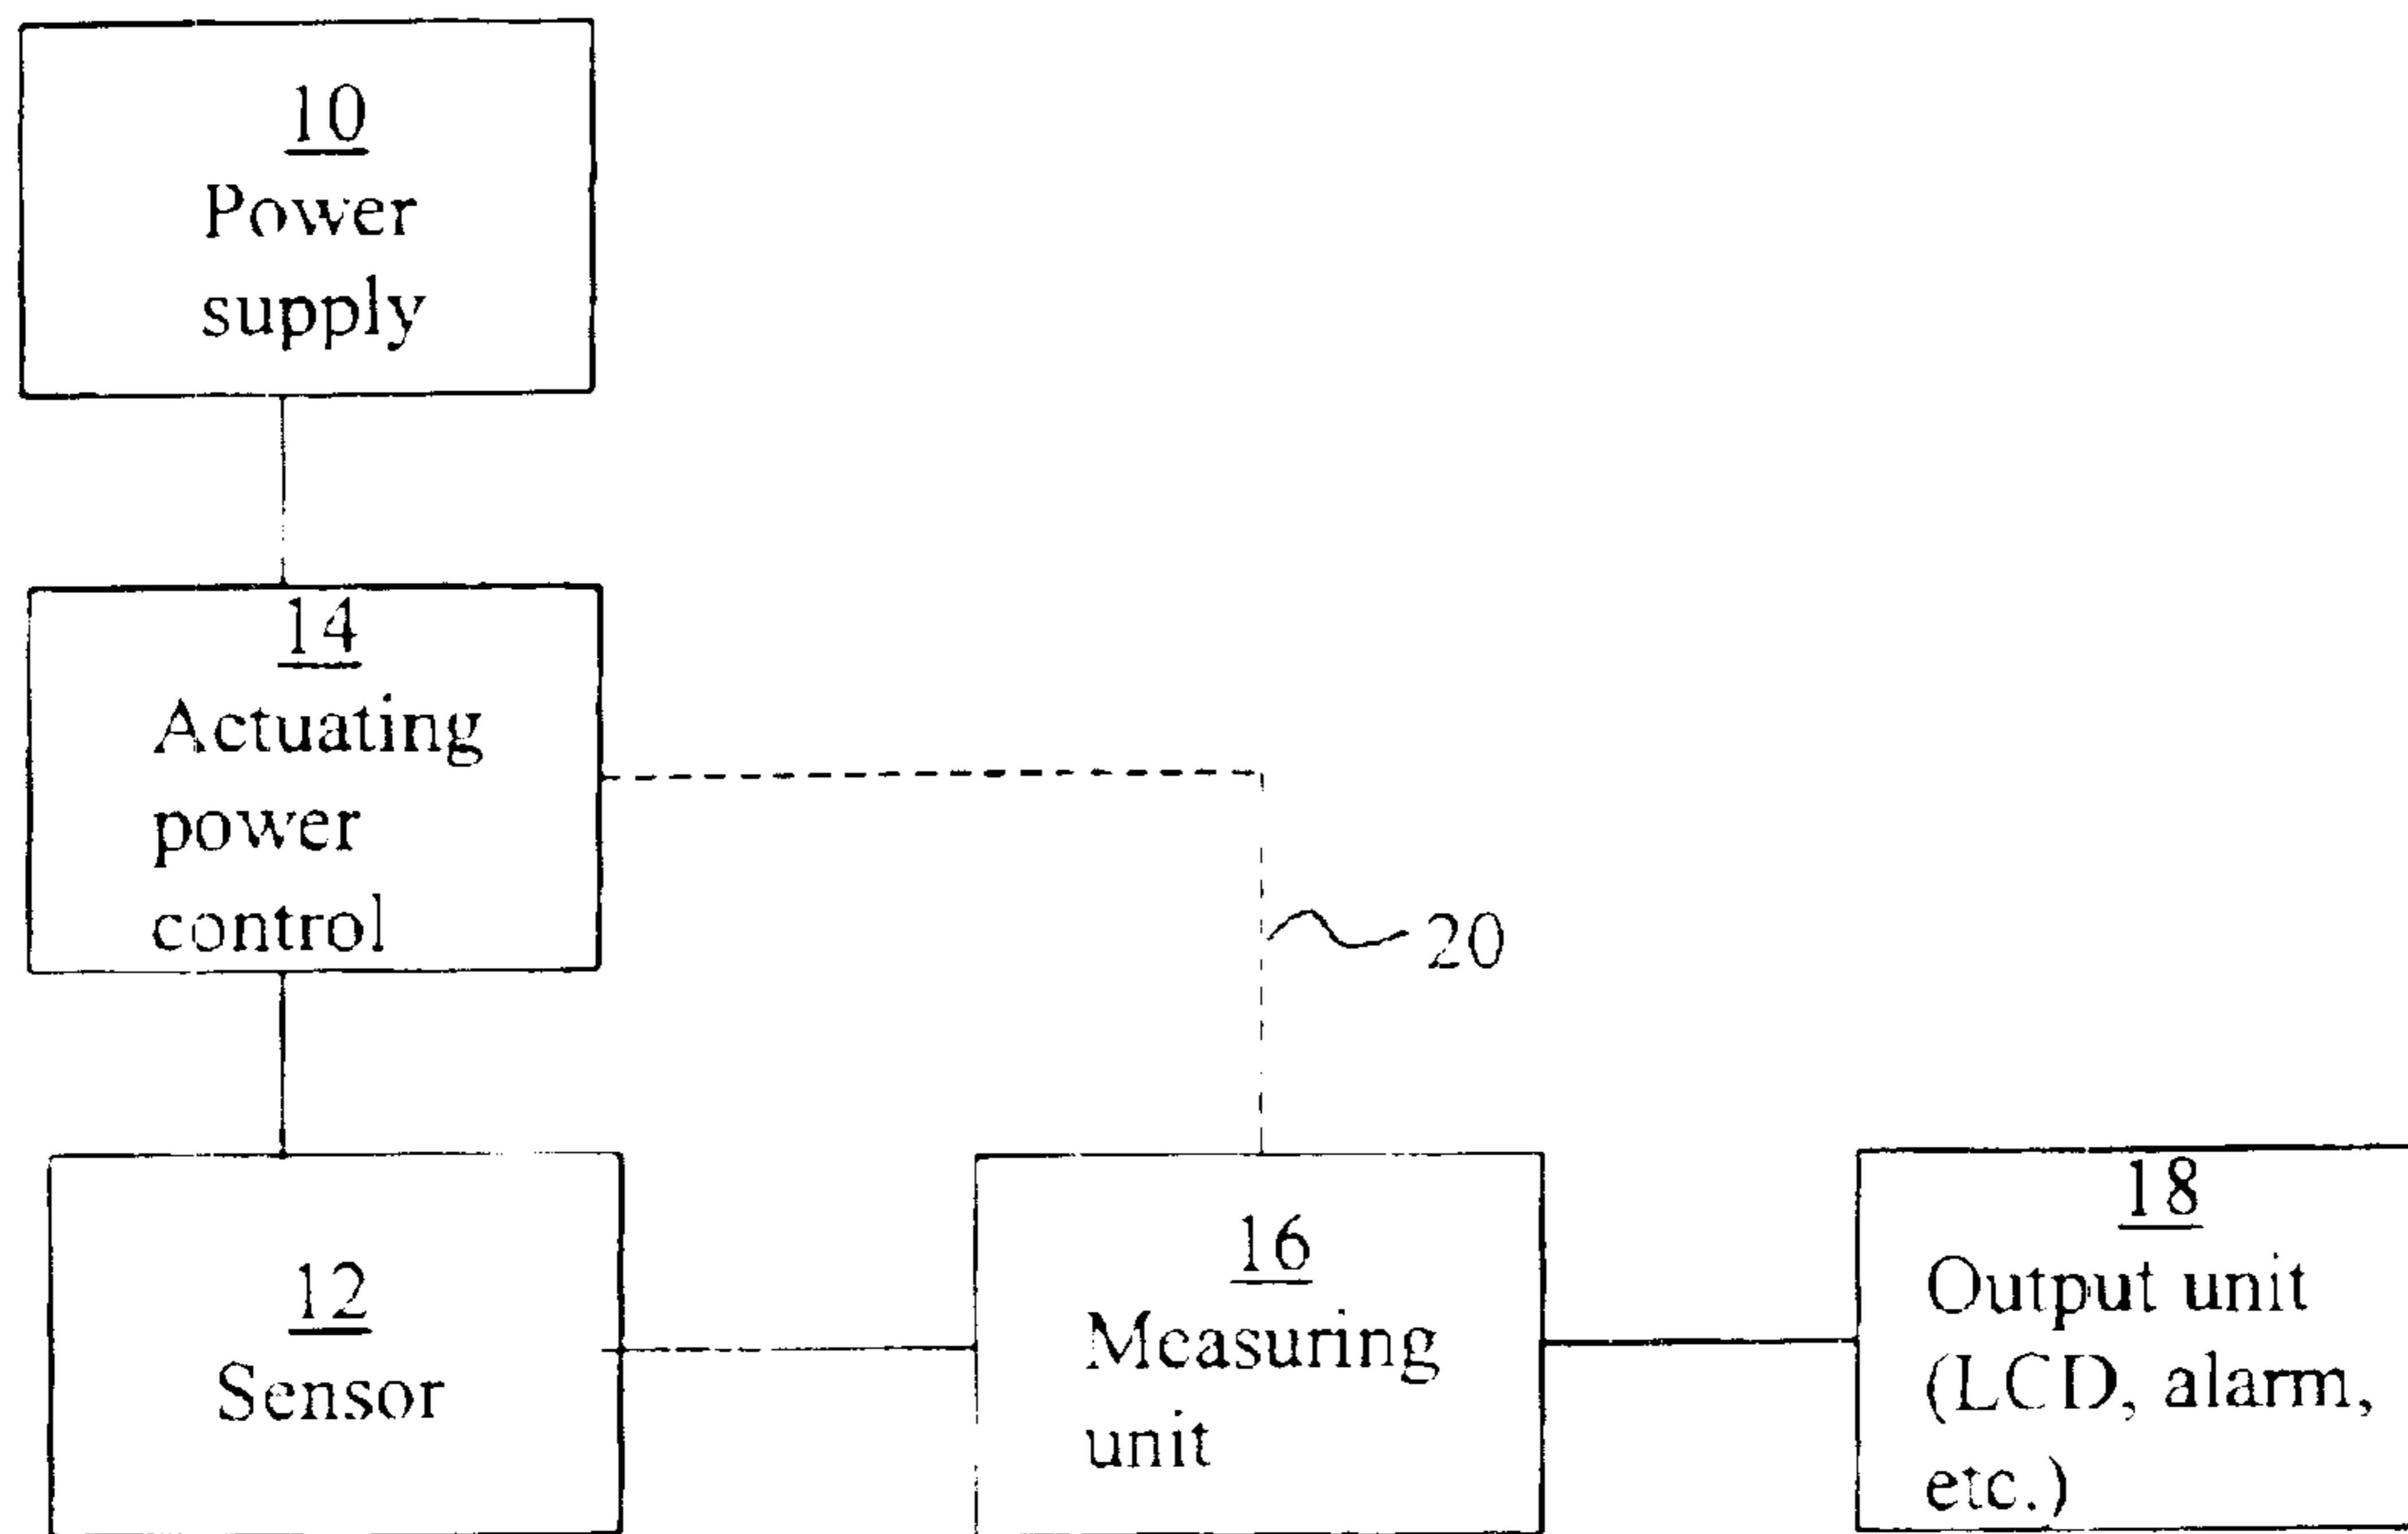 10
Power
supply
14
Actuating
power
control
20
12
Sensor
16
Measuring
unit
18
Output unit
(LCD, alarm,
etc.)